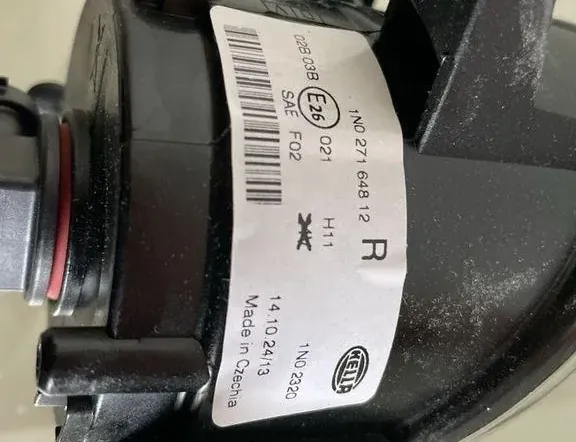 1N0 271 648 12
R
02B 03B
E26
021
H11
SAE F02
HELLA
1N0 2320
14.10.24/13
Made in Czechia